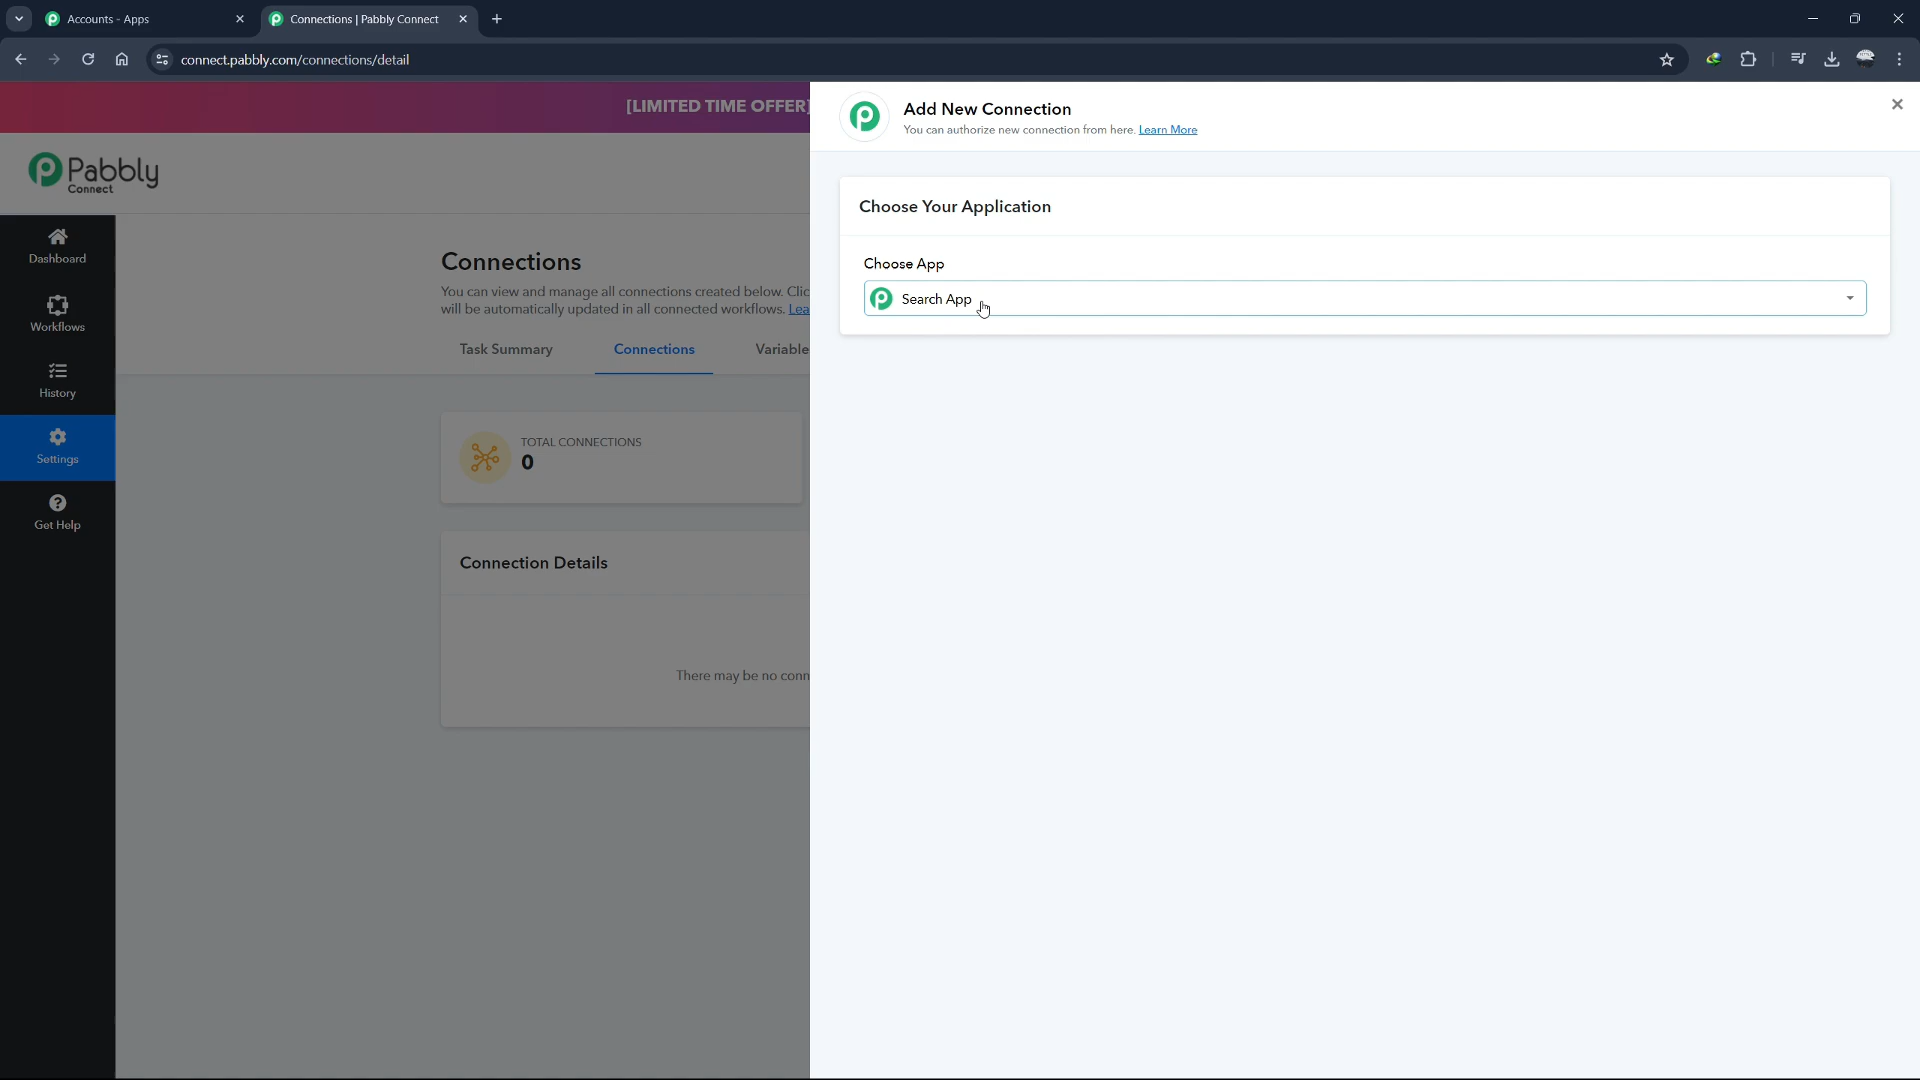 Accounts - Apps
Connections | Pabbly Connect
connect.pabbly.com/connections/detail
[LIMITED TIME OFFER]
Pabbly
Connect
Dashboard
Workflows
History
Settings
Get Help
Connections
You can view and manage all connections created below. Clic
will be automatically updated in all connected workflows. Lea
Task Summary
Connections
Variable
TOTAL CONNECTIONS
0
Connection Details
There may be no conn
Add New Connection
You can authorize new connection from here. Learn More
Choose Your Application
Choose App
Search App